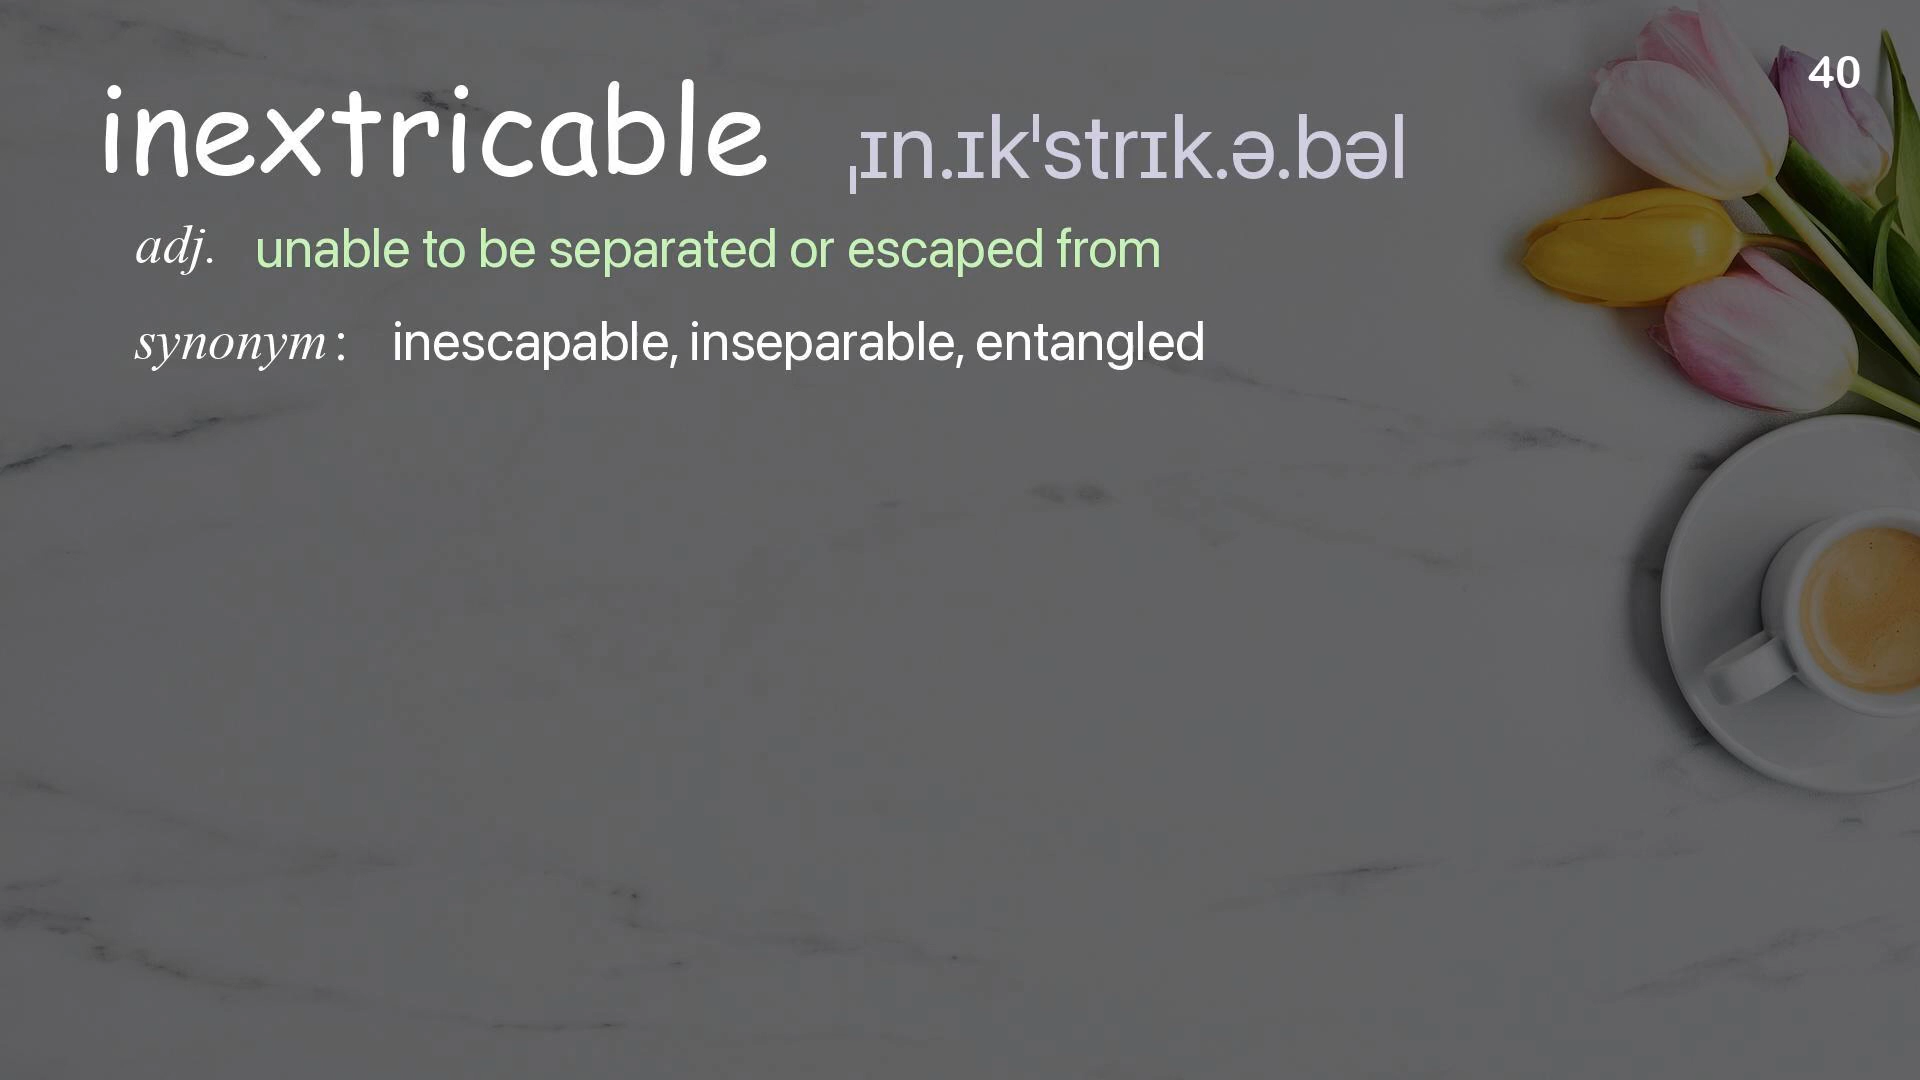 40
inextricable ˌɪn.ɪkˈstrɪk.ə.bəl
adj. unable to be separated or escaped from
synonym: inescapable, inseparable, entangled